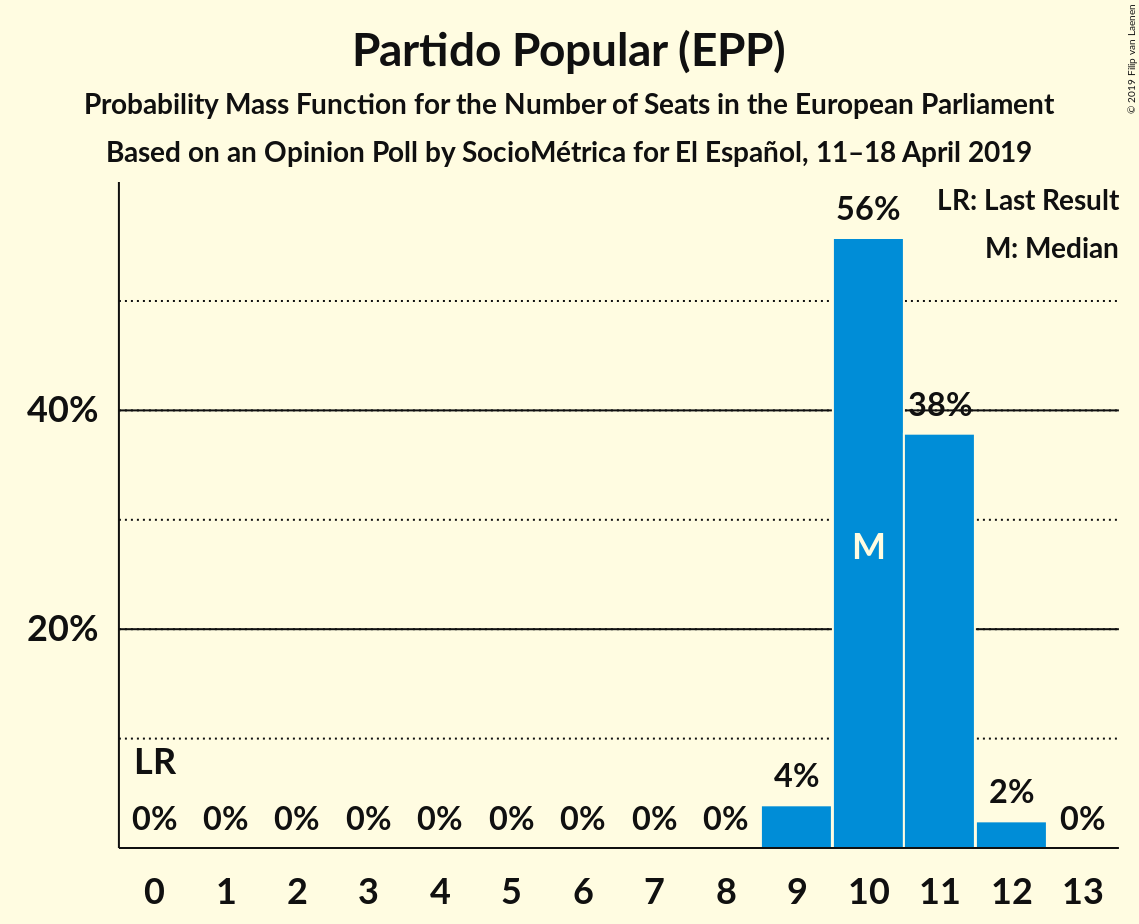 Partido Popular (EPP)
Probability Mass Function for the Number of Seats in the European Parliament
Based on an Opinion Poll by SocioMétrica for El Español, 11–18 April 2019
© 2019 Filip van Laenen
LR: Last Result
M: Median
56%
40%
38%
M
20%
LR
4%
2%
0% 0% 0% 0% 0% 0% 0% 0% 0% 0%
0 1 2 3 4 5 6 7 8 9 10 11 12 13